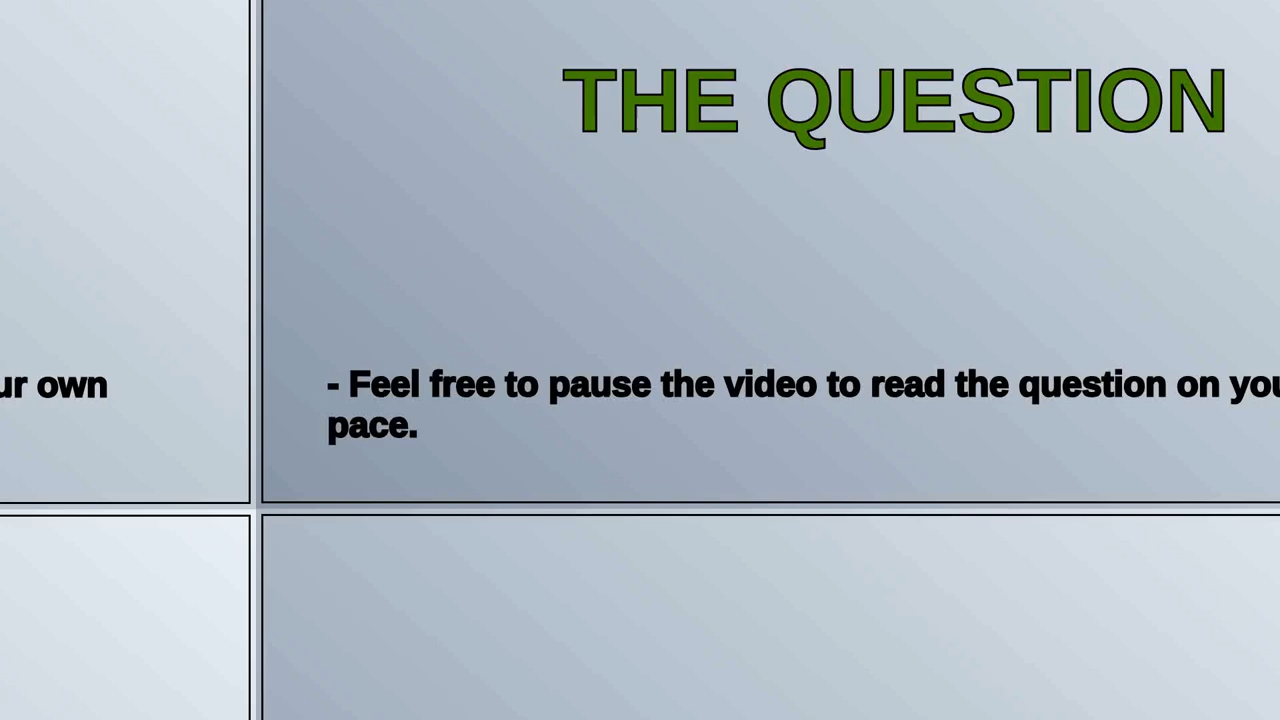 THE QUESTION
ur own
- Feel free to pause the video to read the question on you
pace.